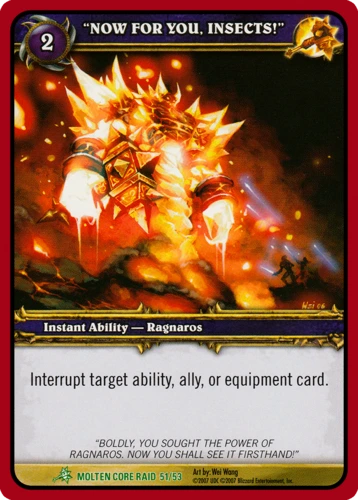 "NOW FOR YOU, INSECTS!"
2
Wei 06
Instant Ability — Ragnaros
Interrupt target ability, ally, or equipment card.
"BOLDLY, YOU SOUGHT THE POWER OF
RAGNAROS. NOW YOU SHALL SEE IT FIRSTHAND!"
MOLTEN CORE RAID 51/53
Art by: Wei Wang
©2007 UDC ©2007 Blizzard Entertainment, Inc.